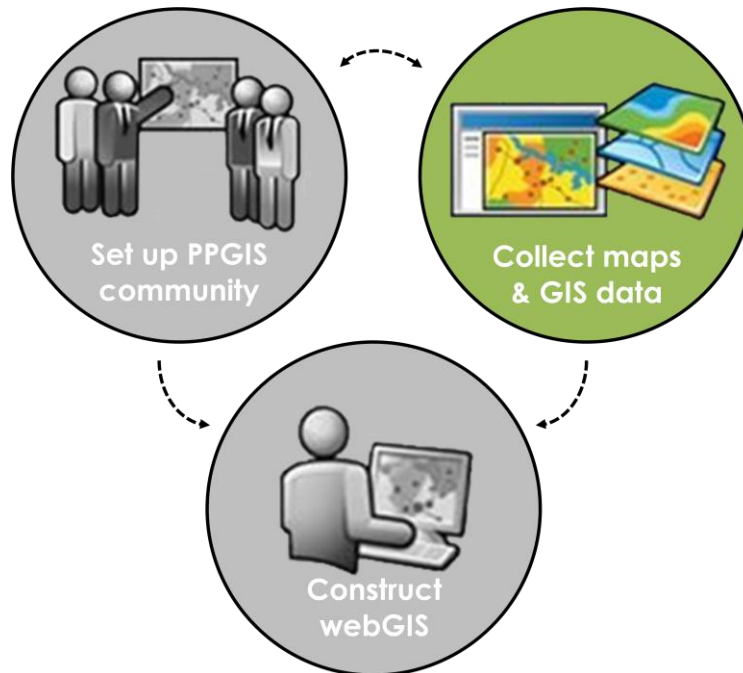 Set up PPGIS
community
Collect maps
& GIS data
Construct
webGIS